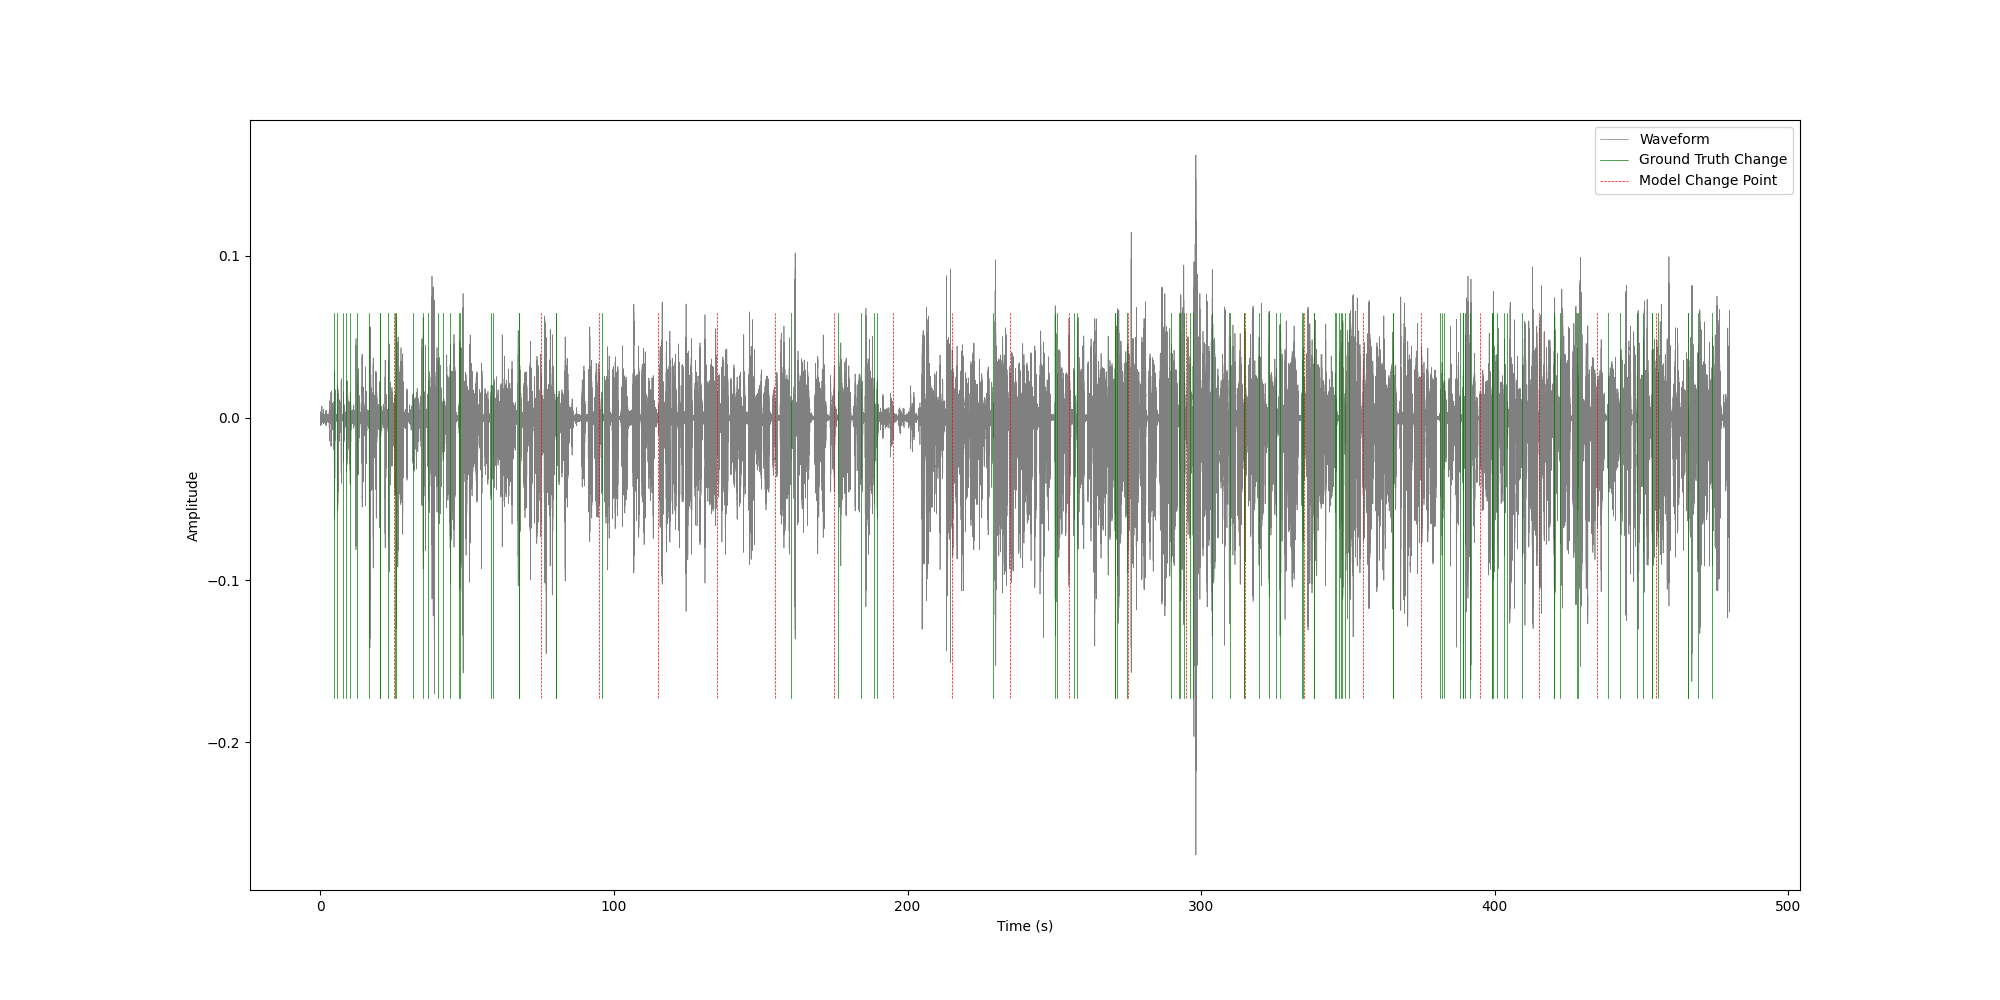 Waveform
Ground Truth Change
Model Change Point
0.1
0.0
−0.1
−0.2
Amplitude
0 100 200 300 400 500
Time (s)